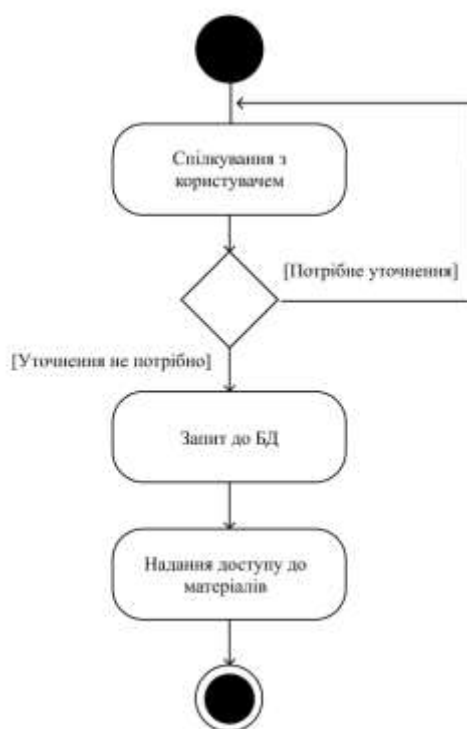 Спілкування з
користувачем
[Потрібне уточнення]
[Уточнення не потрібно]
Запит до БД
Надання доступу до
матеріалів